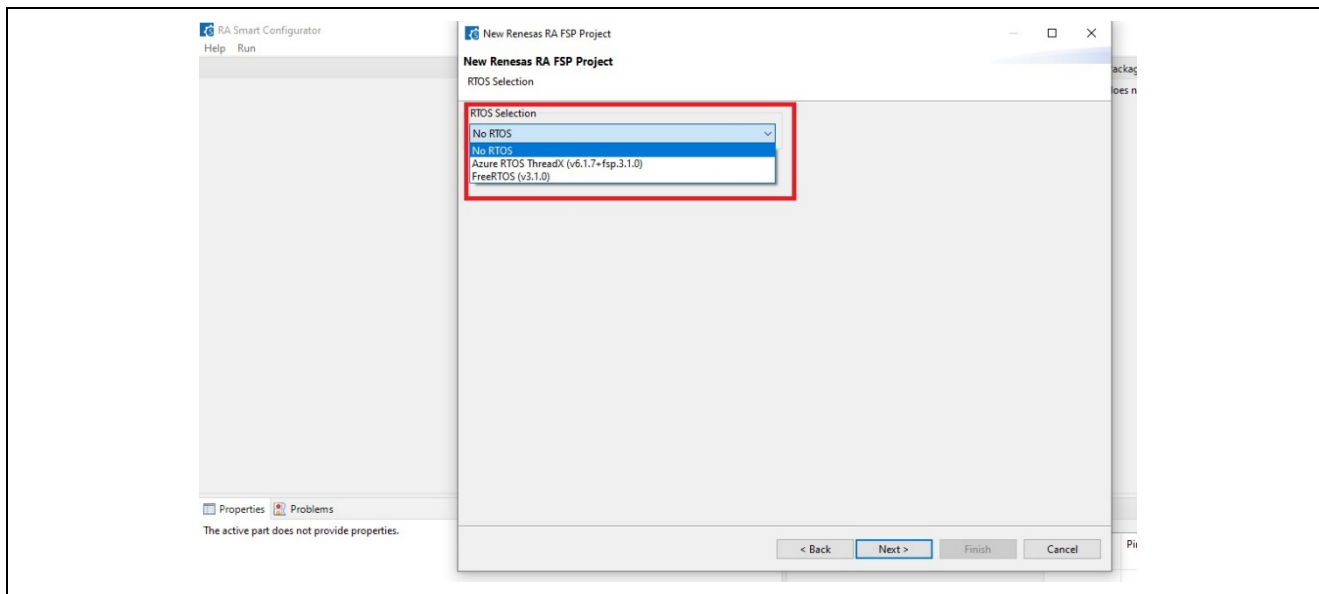 RA Smart Configurator
Help Run
New Renesas RA FSP Project
New Renesas RA FSP Project
RTOS Selection
RTOS Selection
No RTOS
No RTOS
Azure RTOS ThreadX (v6.1.7+fsp.3.1.0)
FreeRTOS (v3.1.0)
Properties Problems
The active part does not provide properties.
< Back Next > Finish Cancel